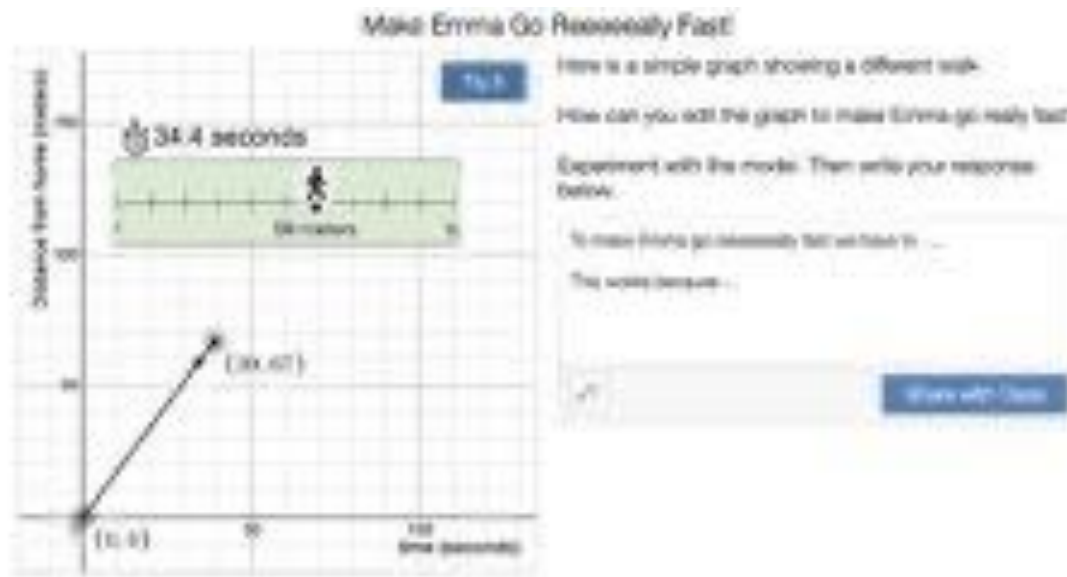 Make Emma Go Reeeeeally Fast!
Here is a simple graph showing a different walk.
How can you edit the graph to make Emma go really fast
Experiment with the model. Then write your response
below.
Try It
To make Emma go reeeeeally fast we have to ...
This works because ...
Share with Class
Distance from home (meters)
150
34.4 seconds
59 meters
100
50
(39, 67)
(0, 0)
50
100
time (seconds)